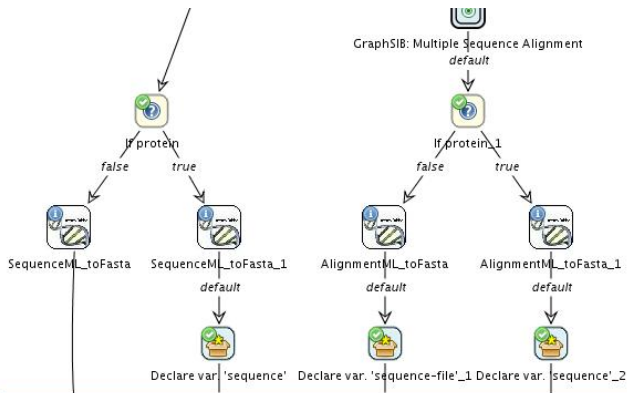 GraphSIB: Multiple Sequence Alignment
default
If protein
If protein_1
false
true
false
true
SequenceML_toFasta
SequenceML_toFasta_1
AlignmentML_toFasta
AlignmentML_toFasta_1
default
default
default
Declare var. 'sequence'
Declare var. 'sequence-file'_1
Declare var. 'sequence'_2